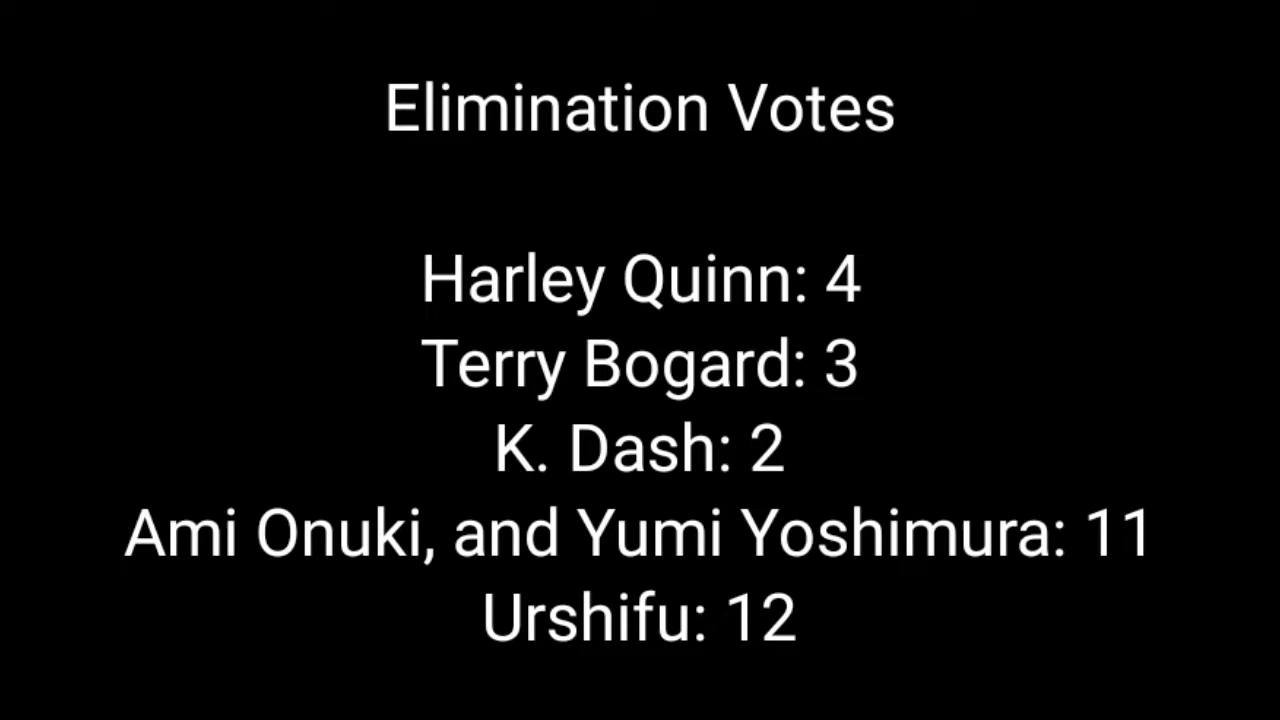 Elimination Votes
Harley Quinn: 4
Terry Bogard: 3
K. Dash: 2
Ami Onuki, and Yumi Yoshimura: 11
Urshifu: 12